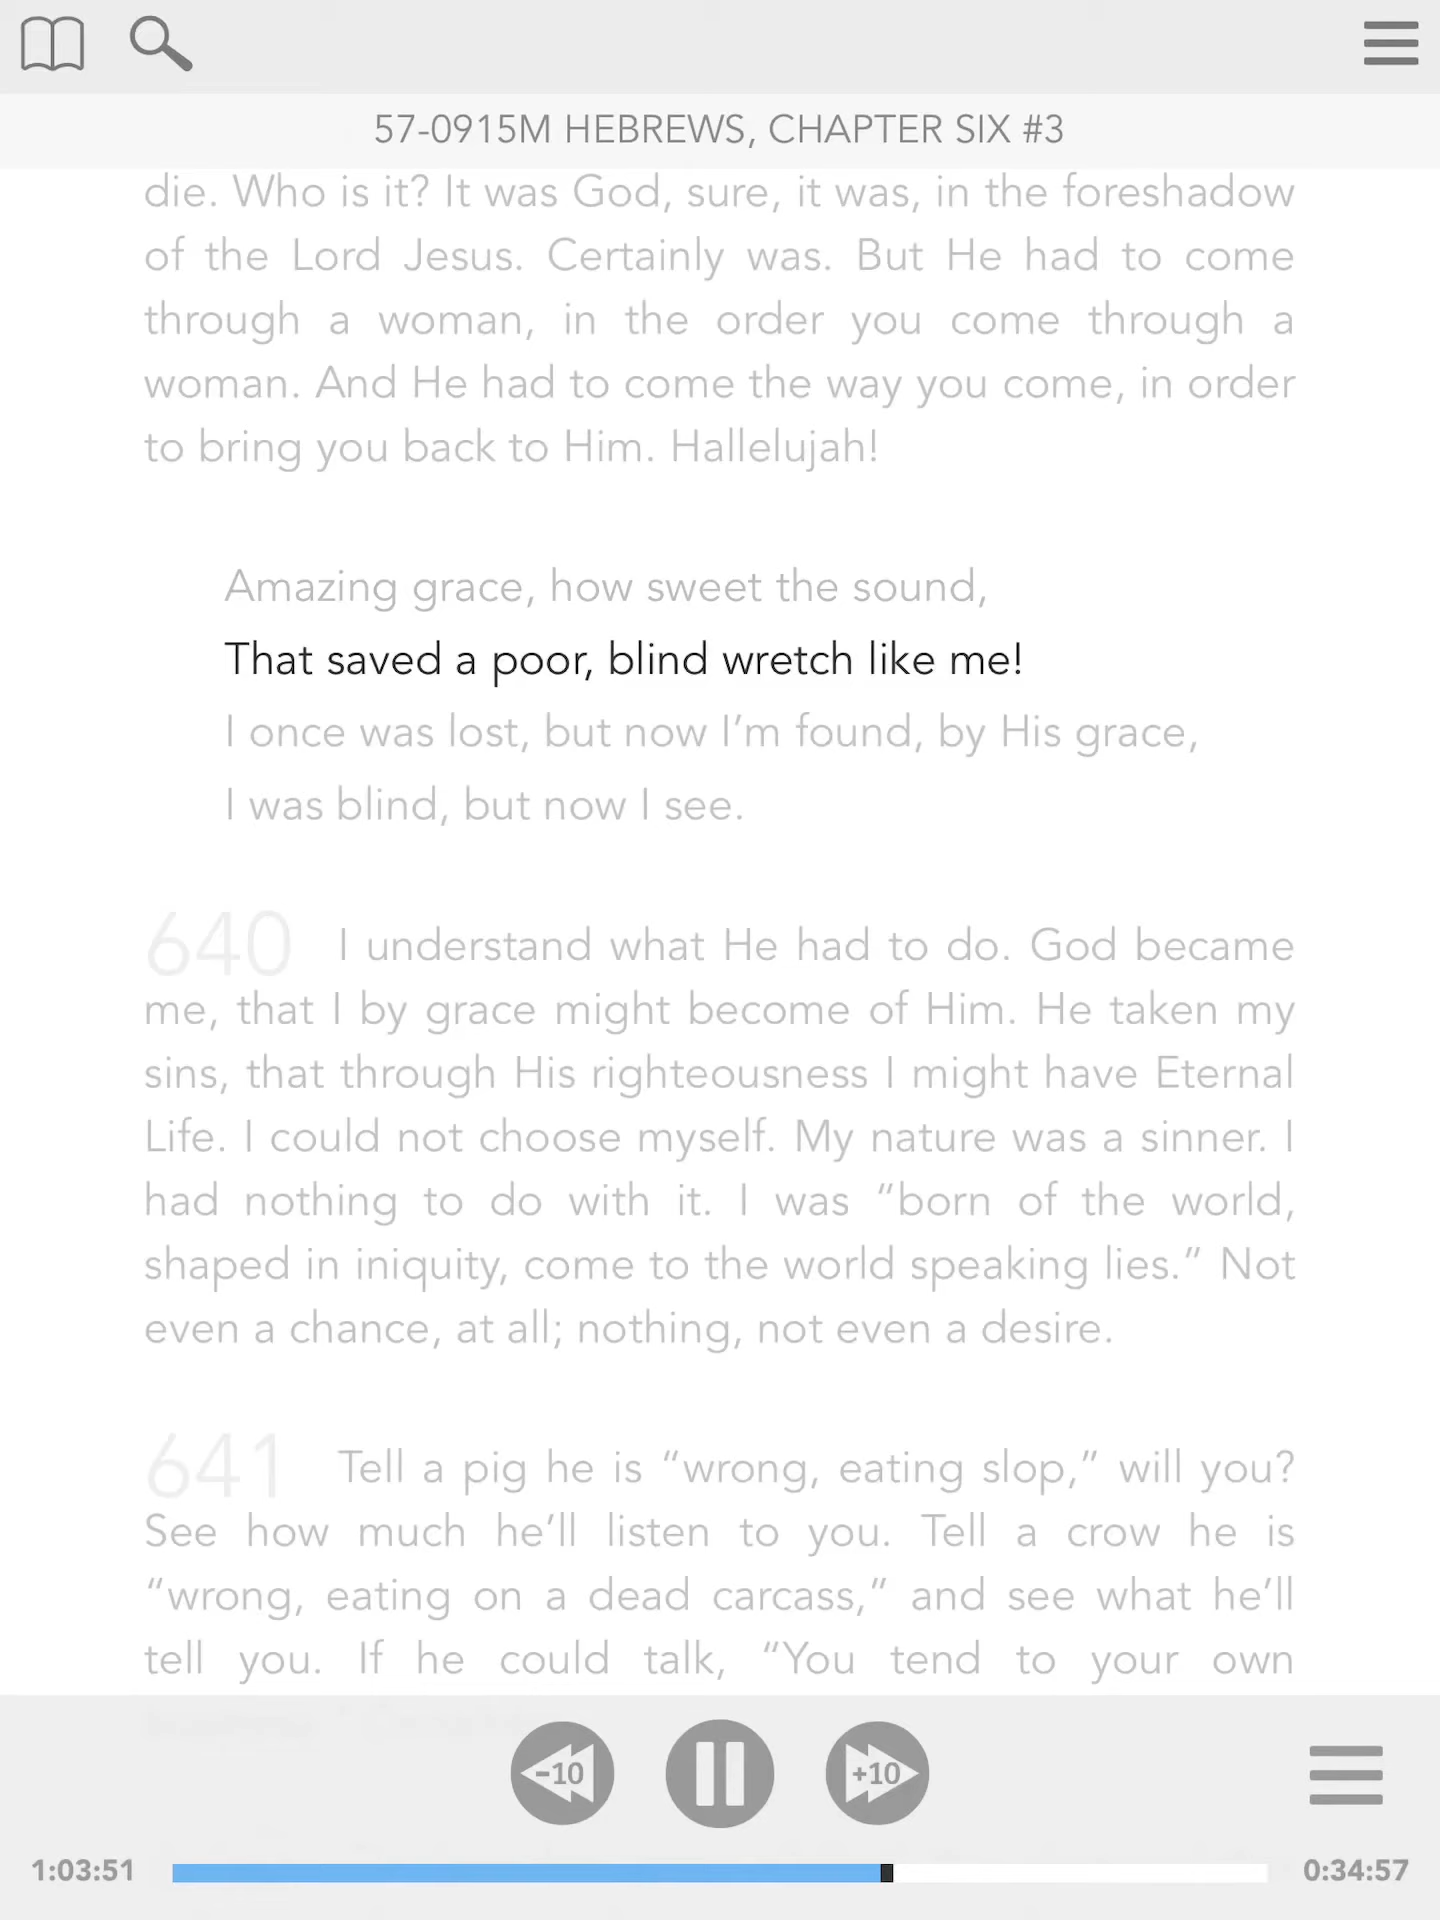 57-0915M HEBREWS, CHAPTER SIX #3
die. Who is it? It was God, sure, it was, in the foreshadow
of the Lord Jesus. Certainly was. But He had to come
through a woman, in the order you come through a
woman. And He had to come the way you come, in order
to bring you back to Him. Hallelujah!
Amazing grace, how sweet the sound,
That saved a poor, blind wretch like me!
I once was lost, but now I’m found, by His grace,
I was blind, but now I see.
640 I understand what He had to do. God became
me, that I by grace might become of Him. He taken my
sins, that through His righteousness I might have Eternal
Life. I could not choose myself. My nature was a sinner. I
had nothing to do with it. I was “born of the world,
shaped in iniquity, come to the world speaking lies.” Not
even a chance, at all; nothing, not even a desire.
641 Tell a pig he is “wrong, eating slop,” will you?
See how much he’ll listen to you. Tell a crow he is
“wrong, eating on a dead carcass,” and see what he’ll
tell you. If he could talk, “You tend to your own
-10 +10
1:03:51 0:34:57